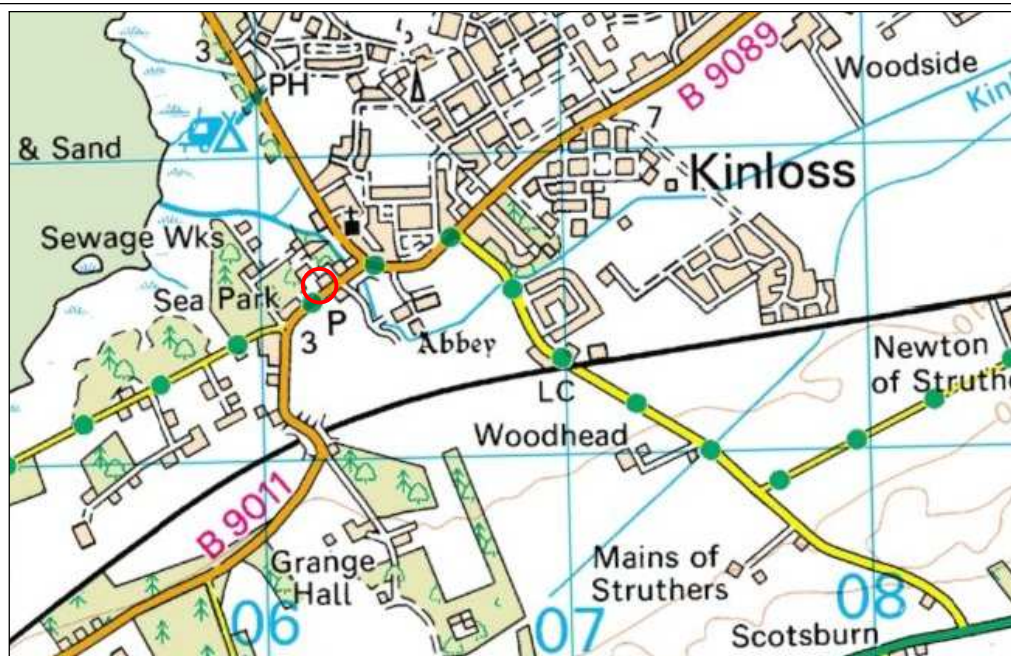 3
PH
B 9089
Woodside
Kin
& Sand
7
Kinloss
Sewage Wks
Sea Park
P
3
Abbey
Newton
of Struthe
LC
Woodhead
B 9011
Grange
Hall
Mains of
Struthers
06
07
08
Scotsburn